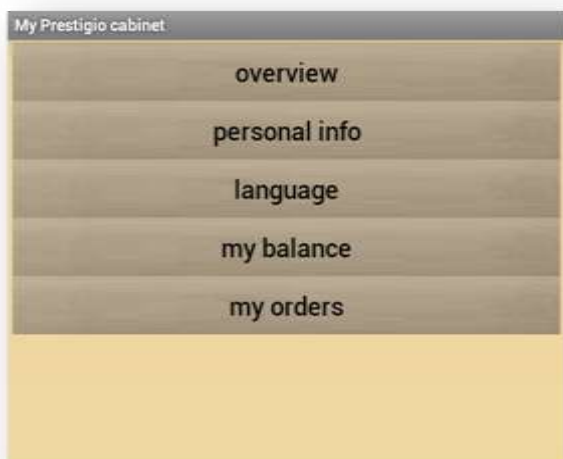 My Prestigio cabinet
overview
personal info
language
my balance
my orders